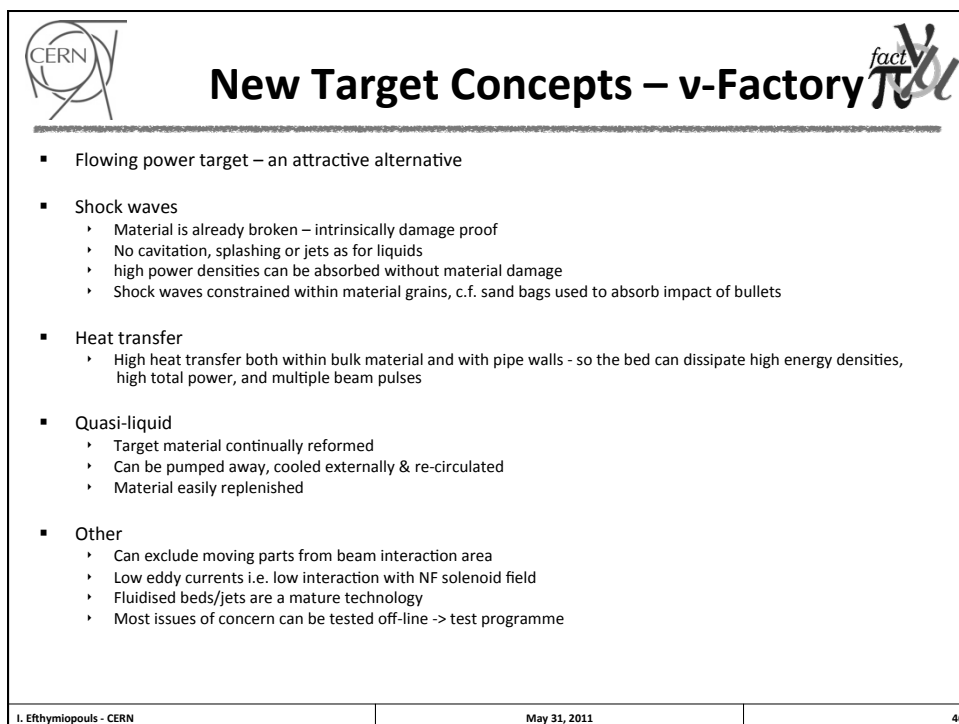 CERN
New Target Concepts – ν-Factory
fact
πνμ
Flowing power target – an attractive alternative
Shock waves
Material is already broken – intrinsically damage proof
No cavitation, splashing or jets as for liquids
high power densities can be absorbed without material damage
Shock waves constrained within material grains, c.f. sand bags used to absorb impact of bullets
Heat transfer
High heat transfer both within bulk material and with pipe walls - so the bed can dissipate high energy densities,
high total power, and multiple beam pulses
Quasi-liquid
Target material continually reformed
Can be pumped away, cooled externally & re-circulated
Material easily replenished
Other
Can exclude moving parts from beam interaction area
Low eddy currents i.e. low interaction with NF solenoid field
Fluidised beds/jets are a mature technology
Most issues of concern can be tested off-line -> test programme
I. Efthymiopouls - CERN
May 31, 2011